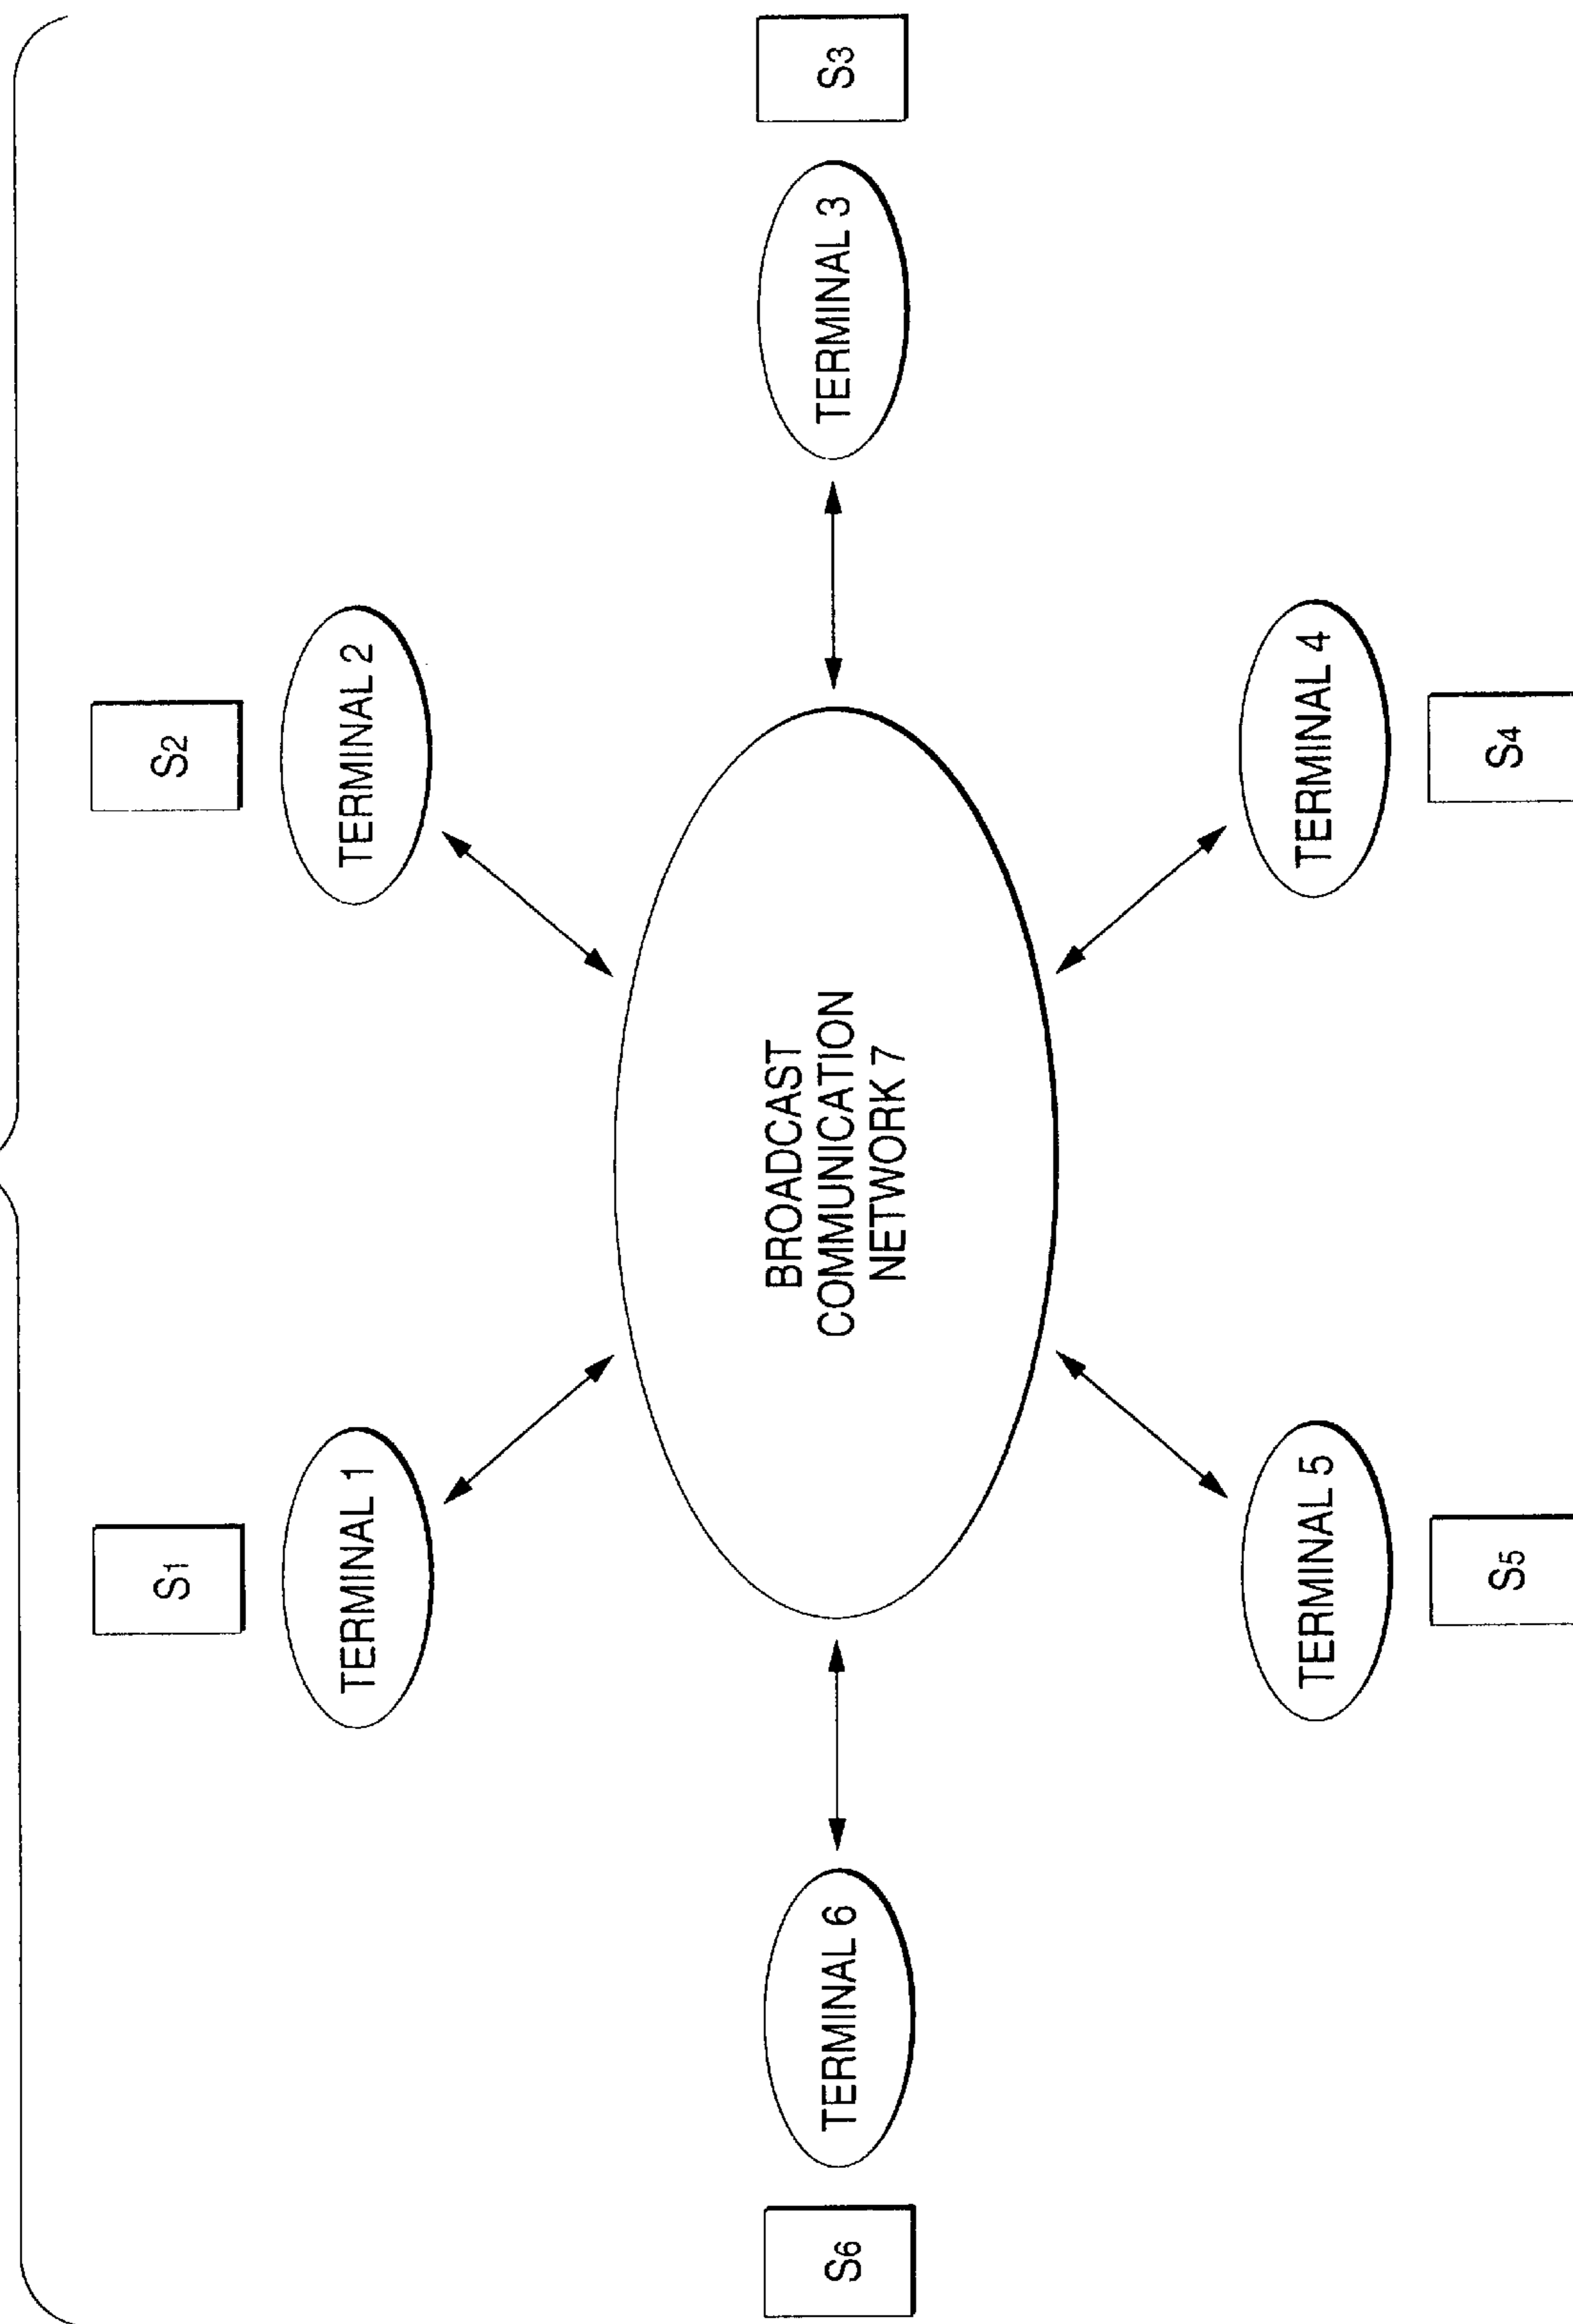 S1
S2
TERMINAL 1
TERMINAL 2
S6
TERMINAL 6
BROADCAST
COMMUNICATION
NETWORK 7
TERMINAL 3
S3
TERMINAL 5
TERMINAL 4
S5
S4